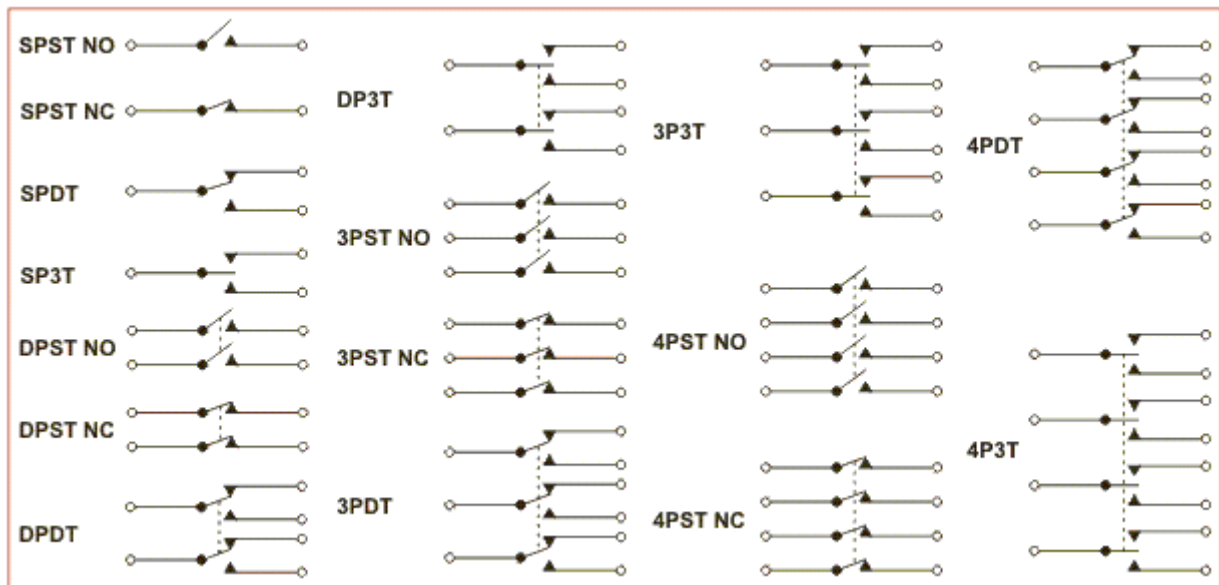 SPST NO
SPST NC
SPDT
SP3T
DPST NO
DPST NC
DPDT
DP3T
3PST NO
3PST NC
3PDT
3P3T
4PST NO
4PST NC
4PDT
4P3T